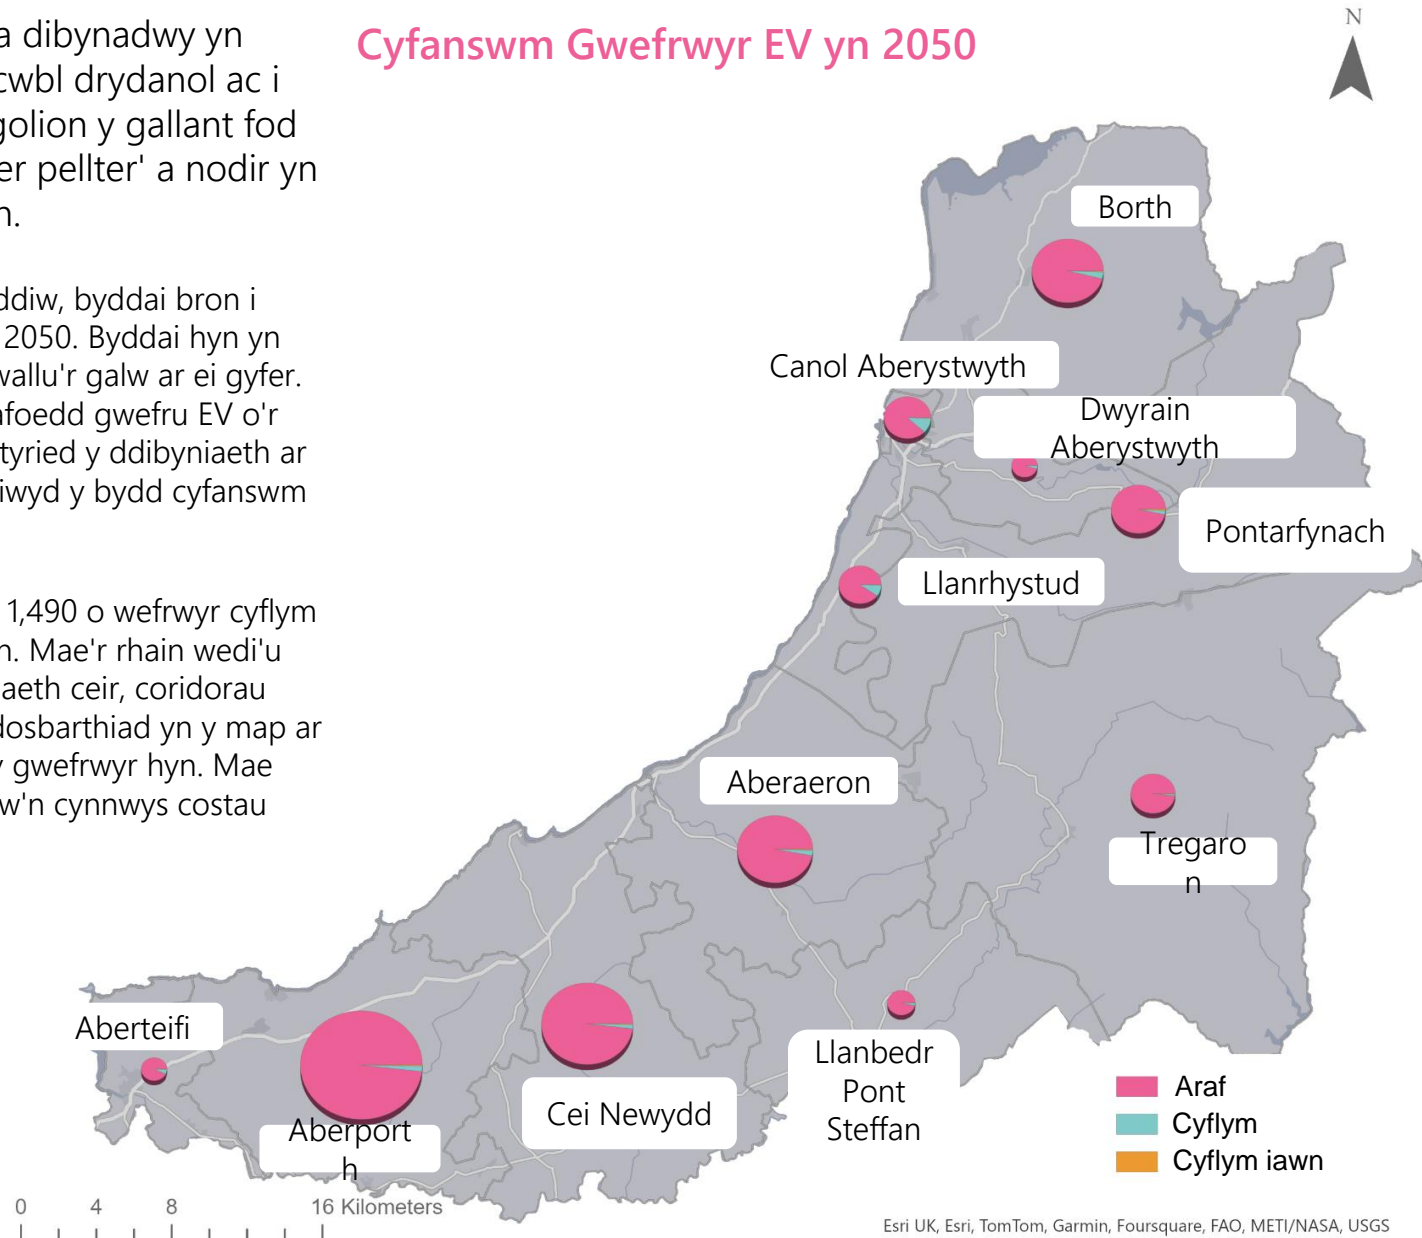 a dibynadwy yn
cwbl drydanol ac i
golion y gallant fod
er pellter' a nodir yn
n.
ddiw, byddai bron i
2050. Byddai hyn yn
wallu'r galw ar ei gyfer.
nfoedd gwefru EV o'r
tyried y ddibyniaeth ar
iwyd y bydd cyfanswm
1,490 o wefrwyr cyflym
n. Mae'r rhain wedi'u
aeth ceir, coridorau
dosbarthiad yn y map ar
y gwefrwyr hyn. Mae
w'n cynnwys costau
Cyfanswm Gwefrwyr EV yn 2050
N
Borth
Canol Aberystwyth
Dwyrain
Aberystwyth
Pontarfynach
Llanrhystud
Aberaeron
Tregaro
n
Aberteifi
Aberport
h
Cei Newydd
Llanbedr
Pont
Steffan
Araf
Cyflym
Cyflym iawn
0 4 8 16 Kilometers
Esri UK, Esri, TomTom, Garmin, Foursquare, FAO, METI/NASA, USGS